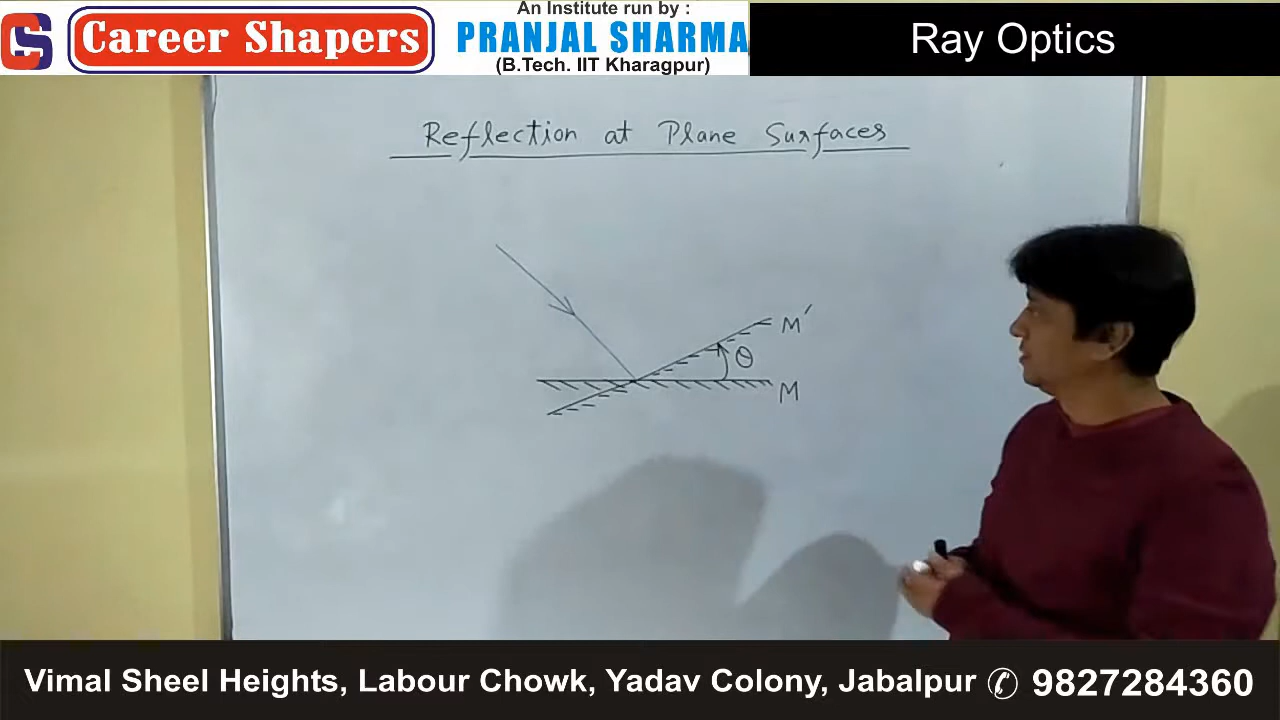 CS
Career Shapers
An Institute run by :
PRANJAL SHARMA
(B.Tech. IIT Kharagpur)
Ray Optics
Reflection at Plane Surfaces
M′
θ
M
Vimal Sheel Heights, Labour Chowk, Yadav Colony, Jabalpur ✆ 9827284360